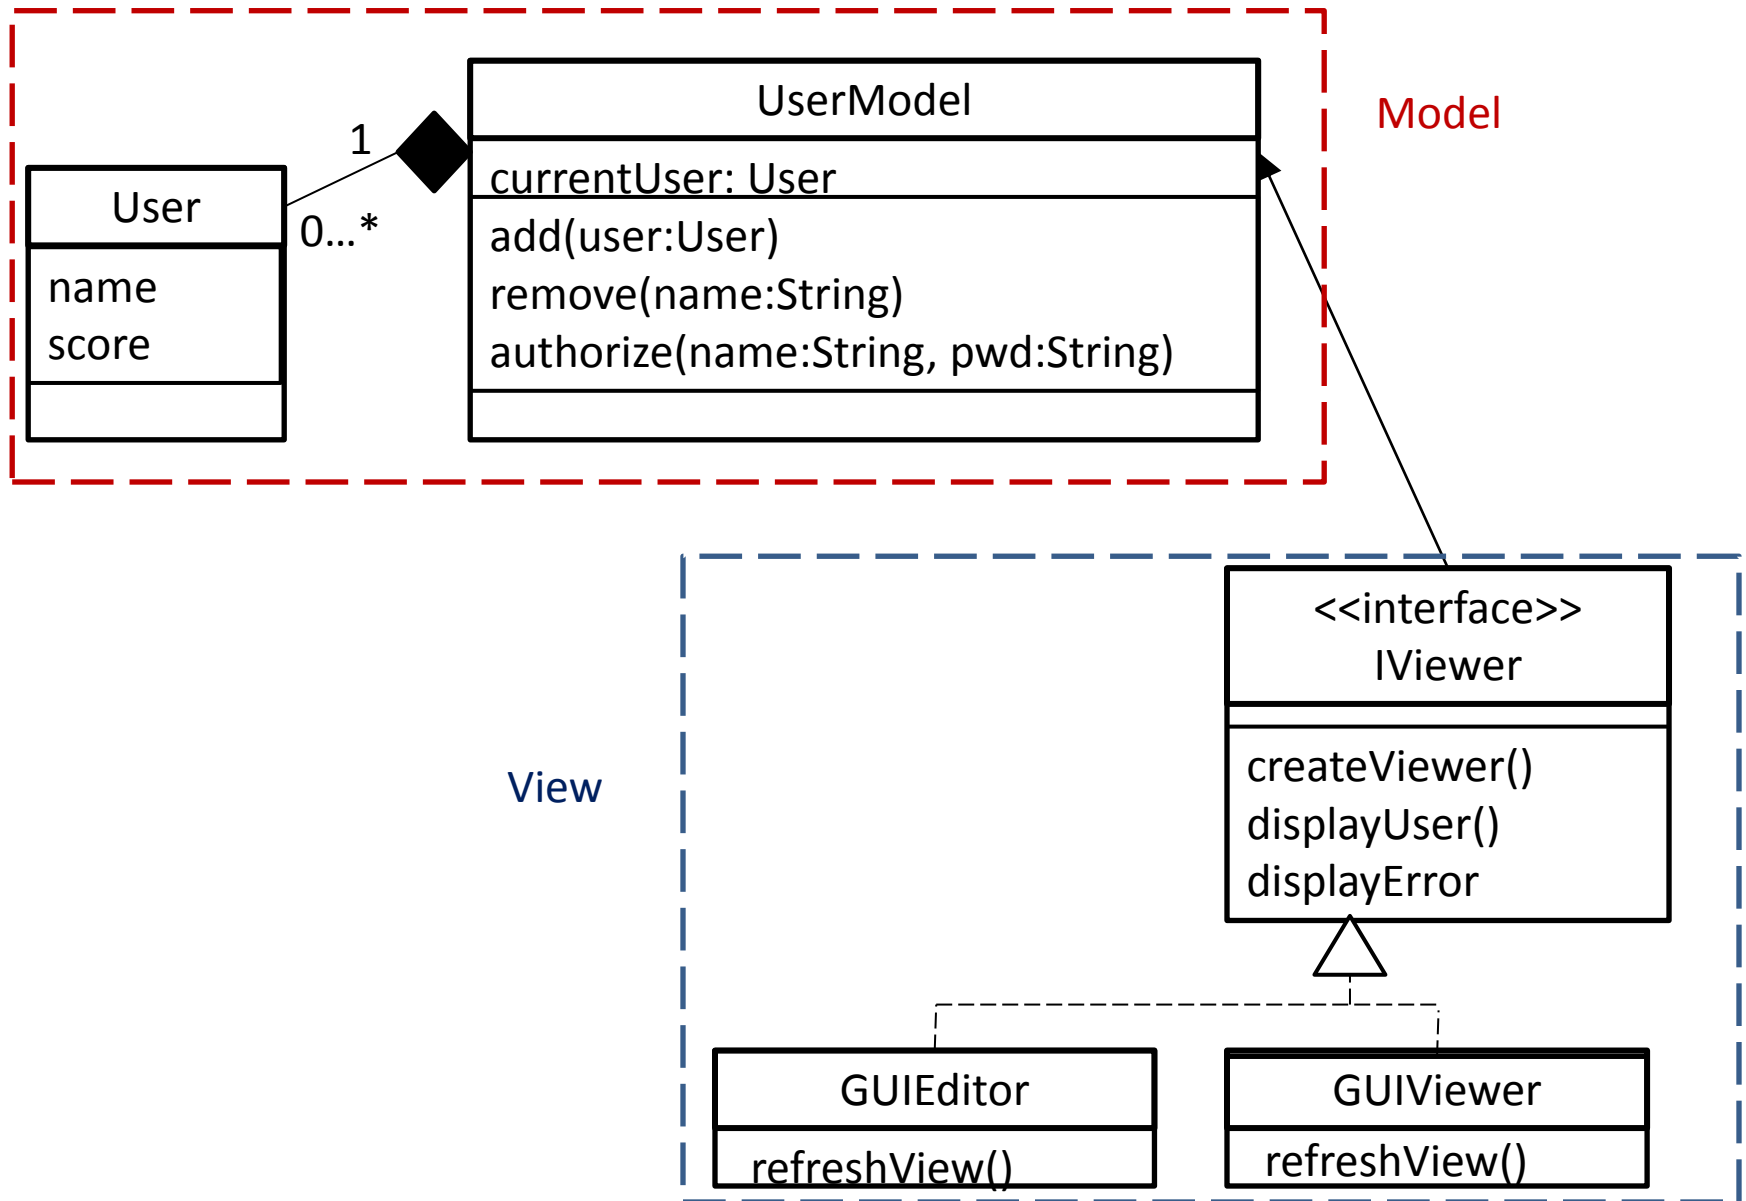 UserModel
Model
1
currentUser: User
User
0...*
add(user:User)
name
remove(name:String)
score
authorize(name:String, pwd:String)
<<interface>>
IViewer
View
createViewer()
displayUser()
displayError
GUIEditor
GUIViewer
refreshView()
refreshView()